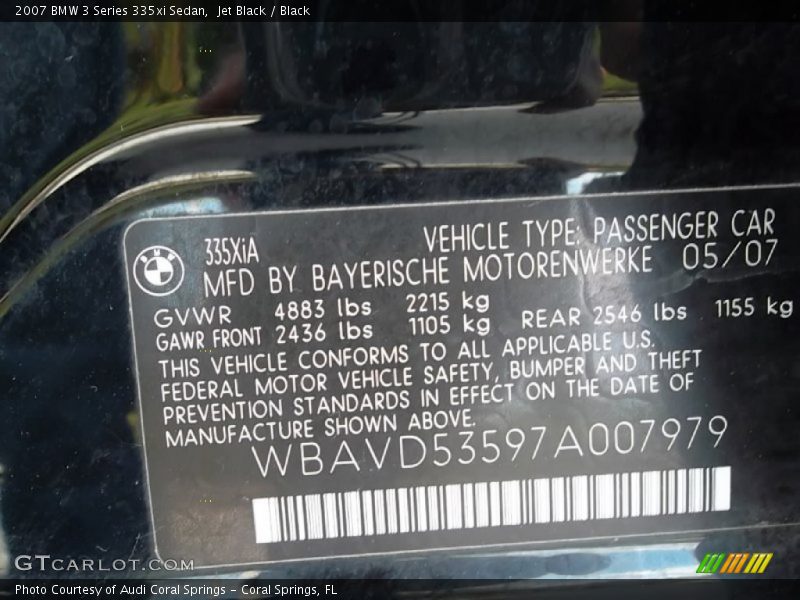 2007 BMW 3 Series 335xi Sedan, Jet Black / Black
335XiA VEHICLE TYPE: PASSENGER CAR
MFD BY BAYERISCHE MOTORENWERKE 05/07
GVWR 4883 lbs 2215 kg
GAWR FRONT 2436 lbs 1105 kg REAR 2546 lbs 1155 kg
THIS VEHICLE CONFORMS TO ALL APPLICABLE U.S.
FEDERAL MOTOR VEHICLE SAFETY, BUMPER AND THEFT
PREVENTION STANDARDS IN EFFECT ON THE DATE OF
MANUFACTURE SHOWN ABOVE.
WBAVD53597A007979
GTCARLOT.COM
Photo Courtesy of Audi Coral Springs - Coral Springs, FL